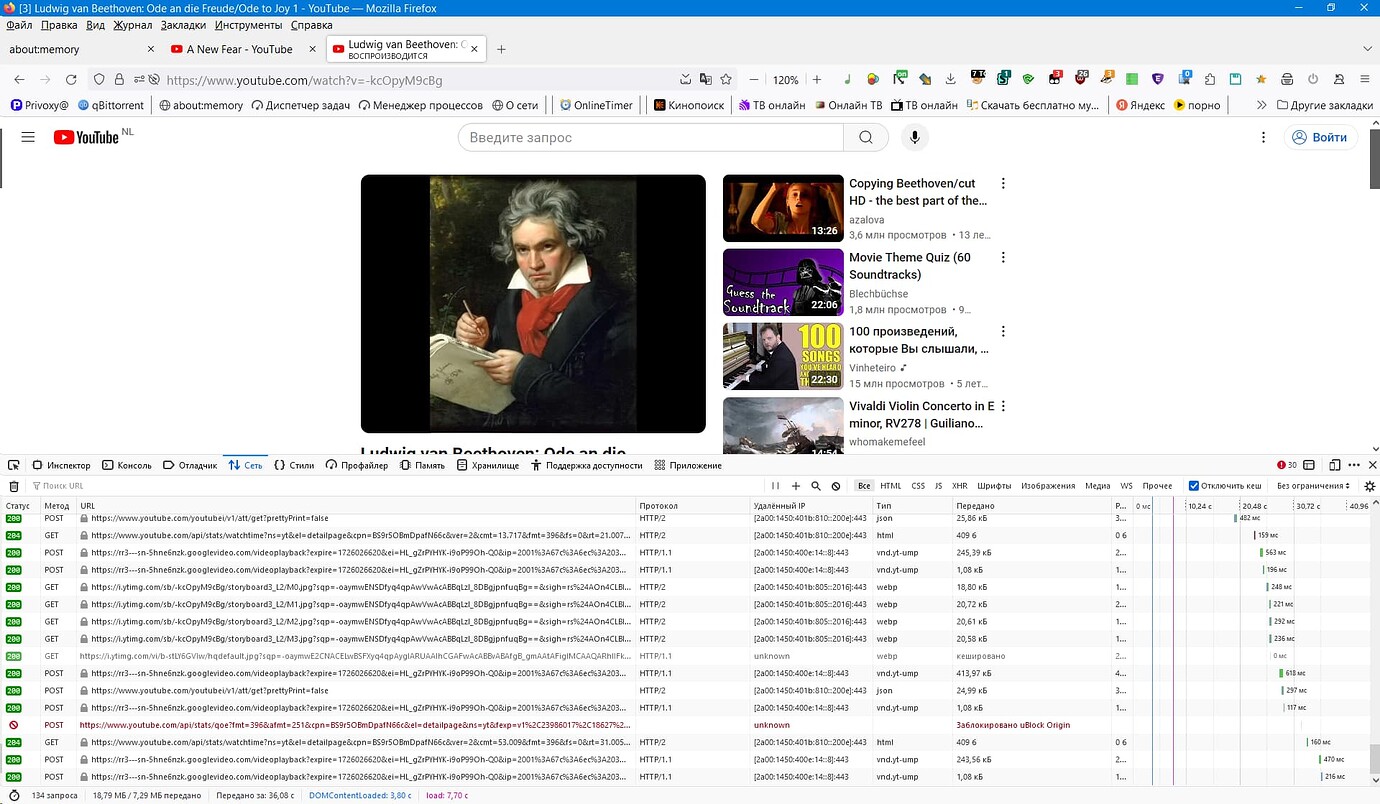 [3] Ludwig van Beethoven: Ode an die Freude/Ode to Joy 1 - YouTube — Mozilla Firefox
Файл Правка Вид Журнал Закладки Инструменты Справка
about:memory A New Fear - YouTube Ludwig van Beethoven: O
ВОСПРОИЗВОДИТСЯ
https://www.youtube.com/watch?v=-kcOpyM9cBg 120%
Privoxy@ qBittorrent about:memory Диспетчер задач Менеджер процессов О сети OnlineTimer Кинопоиск ТВ онлайн Онлайн ТВ ТВ онлайн Скачать бесплатно му... Яндекс порно Другие закладки
YouTube NL Введите запрос Войти
Copying Beethoven/cut
HD - the best part of the...
azalova
3,6 млн просмотров • 13 ле...
13:26
Movie Theme Quiz (60
Soundtracks)
Blechbüchse
1,8 млн просмотров • 9...
Guess the
Soundtrack 22:06
100 произведений,
которые Вы слышали, ...
Vinheteiro
15 млн просмотров • 5 лет...
100
SONGS
YOU'VE HEARD
22:30
Vivaldi Violin Concerto in E
minor, RV278 | Guiliano...
whomakemefeel
14:54
Ludwig van Beethoven: Ode an die
Инспектор Консоль Отладчик Сеть Стили Профайлер Память Хранилище Поддержка доступности Приложение 30
Поиск URL Все HTML CSS JS XHR Шрифты Изображения Медиа WS Прочее Отключить кеш Без ограничения
Статус Метод URL Протокол Удалённый IP Тип Передано Р... 0 мс 10,24 с 20,48 с 30,72 с 40,96
200 POST https://www.youtube.com/youtubei/v1/att/get?prettyPrint=false HTTP/2 [2a00:1450:401b:810::200e]:443 json 25,86 кБ 3... 482 мс
204 GET https://www.youtube.com/api/stats/watchtime?ns=yt&el=detailpage&cpn=BS9r5OBmDpafN66c&ver=2&cmt=13.717&fmt=396&fs=0&rt=21.007... HTTP/2 [2a00:1450:401b:810::200e]:443 html 409 б 0 б 159 мс
200 POST https://rr3---sn-5hne6nzk.googlevideo.com/videoplayback?expire=1726026620&ei=HL_gZrPYHYK-i9oP99Oh-Q0&ip=2001%3A67c%3A6ec%3A203... HTTP/1.1 [2a00:1450:400e:14::8]:443 vnd.yt-ump 245,39 кБ 2... 563 мс
200 POST https://rr3---sn-5hne6nzk.googlevideo.com/videoplayback?expire=1726026620&ei=HL_gZrPYHYK-i9oP99Oh-Q0&ip=2001%3A67c%3A6ec%3A203... HTTP/1.1 [2a00:1450:400e:14::8]:443 vnd.yt-ump 1,08 кБ 1... 196 мс
200 GET https://i.ytimg.com/sb/-kcOpyM9cBg/storyboard3_L2/M0.jpg?sqp=-oaymwENSDfyq4qpAwVwAcABBqLzl_8DBgjpnfuqBg==&sigh=rs%24AOn4CLBl... HTTP/2 [2a00:1450:401b:805::2016]:443 webp 18,80 кБ 1... 248 мс
200 GET https://i.ytimg.com/sb/-kcOpyM9cBg/storyboard3_L2/M1.jpg?sqp=-oaymwENSDfyq4qpAwVwAcABBqLzl_8DBgjpnfuqBg==&sigh=rs%24AOn4CLBl... HTTP/2 [2a00:1450:401b:805::2016]:443 webp 20,72 кБ 2... 221 мс
200 GET https://i.ytimg.com/sb/-kcOpyM9cBg/storyboard3_L2/M2.jpg?sqp=-oaymwENSDfyq4qpAwVwAcABBqLzl_8DBgjpnfuqBg==&sigh=rs%24AOn4CLBl... HTTP/2 [2a00:1450:401b:805::2016]:443 webp 20,61 кБ 2... 292 мс
200 GET https://i.ytimg.com/sb/-kcOpyM9cBg/storyboard3_L2/M3.jpg?sqp=-oaymwENSDfyq4qpAwVwAcABBqLzl_8DBgjpnfuqBg==&sigh=rs%24AOn4CLBl... HTTP/2 [2a00:1450:401b:805::2016]:443 webp 20,58 кБ 2... 236 мс
200 GET HTTP/1.1 unknown webp кешировано 2... 0 мс
200 POST https://rr3---sn-5hne6nzk.googlevideo.com/videoplayback?expire=1726026620&ei=HL_gZrPYHYK-i9oP99Oh-Q0&ip=2001%3A67c%3A6ec%3A203... HTTP/1.1 [2a00:1450:400e:14::8]:443 vnd.yt-ump 413,97 кБ 4... 618 мс
200 POST https://www.youtube.com/youtubei/v1/att/get?prettyPrint=false HTTP/2 [2a00:1450:401b:810::200e]:443 json 24,99 кБ 3... 297 мс
200 POST https://rr3---sn-5hne6nzk.googlevideo.com/videoplayback?expire=1726026620&ei=HL_gZrPYHYK-i9oP99Oh-Q0&ip=2001%3A67c%3A6ec%3A203... HTTP/1.1 [2a00:1450:400e:14::8]:443 vnd.yt-ump 1,08 кБ 1... 117 мс
POST https://www.youtube.com/api/stats/qoe?fmt=396&afmt=251&cpn=BS9r5OBmDpafN66c&el=detailpage&ns=yt&fexp=v1%2C23986017%2C18627%2... unknown Заблокировано uBlock Origin
204 GET https://www.youtube.com/api/stats/watchtime?ns=yt&el=detailpage&cpn=BS9r5OBmDpafN66c&ver=2&cmt=53.009&fmt=396&fs=0&rt=31.005... HTTP/2 [2a00:1450:401b:810::200e]:443 html 409 б 0 б 160 мс
200 POST https://rr3---sn-5hne6nzk.googlevideo.com/videoplayback?expire=1726026620&ei=HL_gZrPYHYK-i9oP99Oh-Q0&ip=2001%3A67c%3A6ec%3A203... HTTP/1.1 [2a00:1450:400e:14::8]:443 vnd.yt-ump 243,56 кБ 2... 470 мс
200 POST https://rr3---sn-5hne6nzk.googlevideo.com/videoplayback?expire=1726026620&ei=HL_gZrPYHYK-i9oP99Oh-Q0&ip=2001%3A67c%3A6ec%3A203... HTTP/1.1 [2a00:1450:400e:14::8]:443 vnd.yt-ump 1,08 кБ 1... 216 мс
134 запроса 18,79 МБ / 7,29 МБ передано Передано за: 36,08 с DOMContentLoaded: 3,80 с load: 7,70 с